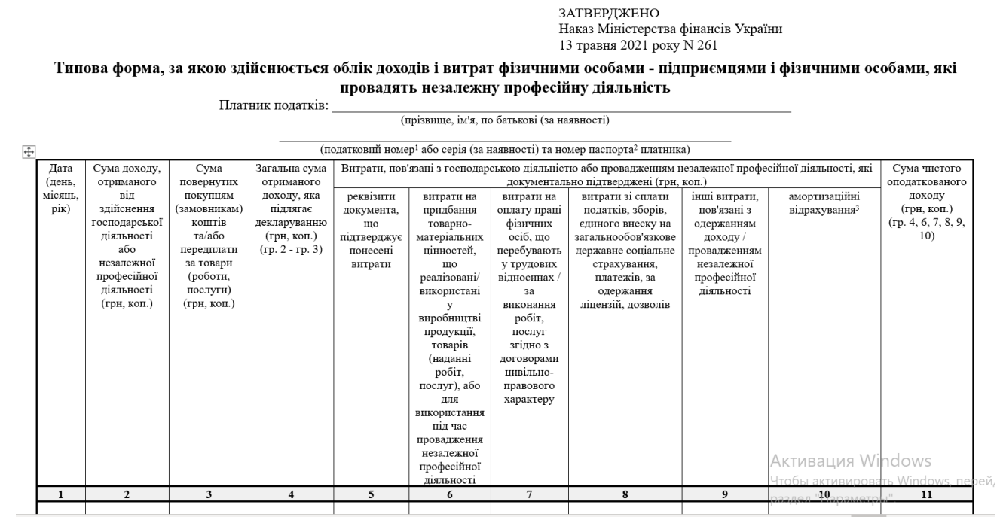 ЗАТВЕРДЖЕНО
Наказ Міністерства фінансів України
13 травня 2021 року N 261
Типова форма, за якою здійснюється облік доходів і витрат фізичними особами - підприємцями і фізичними особами, які
провадять незалежну професійну діяльність
Платник податків:
(прізвище, ім'я, по батькові (за наявності)
(податковий номер¹ або серія (за наявності) та номер паспорта² платника)
Дата
(день,
місяць,
рік)
Сума доходу,
отриманого
від
здійснення
господарської
діяльності
або
незалежної
професійної
діяльності
(грн, коп.)
Сума
повернутих
покупцям
(замовникам)
коштів
та/або
передплати
за товари
(роботи,
послуги)
(грн, коп.)
Загальна сума
отриманого
доходу, яка
підлягає
декларуванню
(грн, коп.)
(гр. 2 - гр. 3)
Витрати, пов'язані з господарською діяльністю або провадженням незалежної професійної діяльності, які
документально підтверджені (грн, коп.)
реквізити
документа,
що
підтверджує
понесені
витрати
витрати на
придбання
товарно-
матеріальних
цінностей,
що
реалізовані/
використані
у
виробництві
продукції,
товарів
(наданні
робіт,
послуг), або
для
використання
під час
провадження
незалежної
професійної
діяльності
витрати на
оплату праці
фізичних
осіб, що
перебувають
у трудових
відносинах /
за
виконання
робіт,
послуг
згідно з
договорами
цивільно-
правового
характеру
витрати зі сплати
податків, зборів,
єдиного внеску на
загальнообов'язкове
державне соціальне
страхування,
платежів, за
одержання
ліцензій, дозволів
інші витрати,
пов'язані з
одержанням
доходу /
провадженням
незалежної
професійної
діяльності
амортизаційні
відрахування³
Сума чистого
оподаткованого
доходу
(грн, коп.)
(гр. 4, 6, 7, 8, 9,
10)
1 2 3 4 5 6 7 8 9 10 11
Активация Windows
Чтобы активировать Windows, перей
раздел "Параметры"